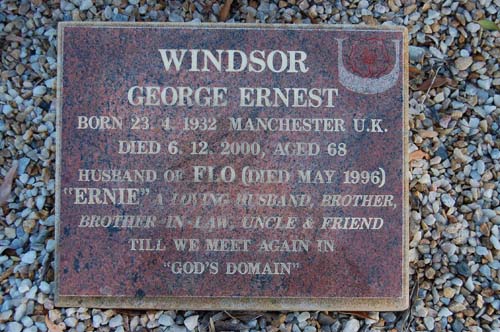 WINDSOR
GEORGE ERNEST
BORN 23. 4. 1932 MANCHESTER U.K.
DIED 6. 12. 2000, AGED 68
HUSBAND OF FLO (DIED MAY 1996)
"ERNIE" A LOVING HUSBAND, BROTHER,
BROTHER-IN-LAW, UNCLE & FRIEND
TILL WE MEET AGAIN IN
"GOD'S DOMAIN"